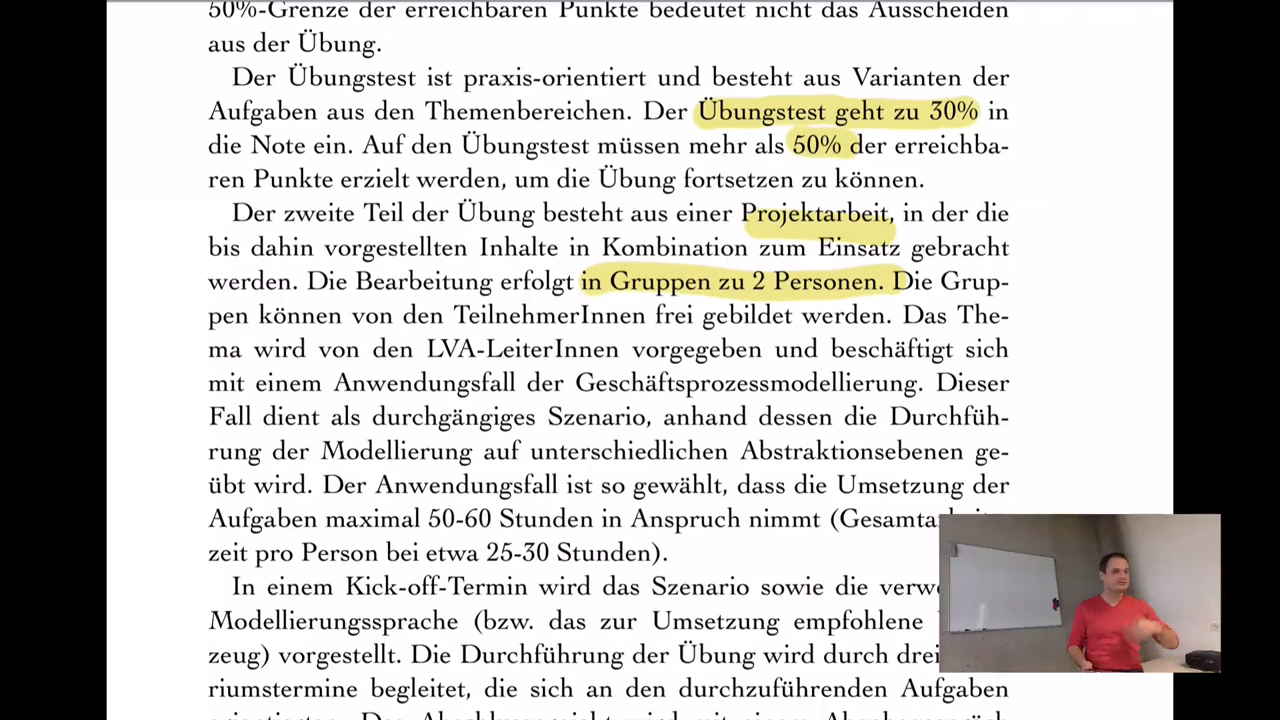 50%-Grenze der erreichbaren Punkte bedeutet nicht das Ausscheiden
aus der Übung.
Der Übungstest ist praxis-orientiert und besteht aus Varianten der
Aufgaben aus den Themenbereichen. Der Übungstest geht zu 30% in
die Note ein. Auf den Übungstest müssen mehr als 50% der erreichba-
ren Punkte erzielt werden, um die Übung fortsetzen zu können.
Der zweite Teil der Übung besteht aus einer Projektarbeit, in der die
bis dahin vorgestellten Inhalte in Kombination zum Einsatz gebracht
werden. Die Bearbeitung erfolgt in Gruppen zu 2 Personen. Die Grup-
pen können von den TeilnehmerInnen frei gebildet werden. Das The-
ma wird von den LVA-LeiterInnen vorgegeben und beschäftigt sich
mit einem Anwendungsfall der Geschäftsprozessmodellierung. Dieser
Fall dient als durchgängiges Szenario, anhand dessen die Durchfüh-
rung der Modellierung auf unterschiedlichen Abstraktionsebenen ge-
übt wird. Der Anwendungsfall ist so gewählt, dass die Umsetzung der
Aufgaben maximal 50-60 Stunden in Anspruch nimmt
zeit pro Person bei etwa 25-30 Stunden).
In einem Kick-off-Termin wird das Szenario sowie die
Modellierungssprache (bzw. das zur Umsetzung empfohlene
zeug) vorgestellt. Die Durchführung der Übung wird durch drei
riumstermine begleitet, die sich an den durchzuführenden Aufgaben